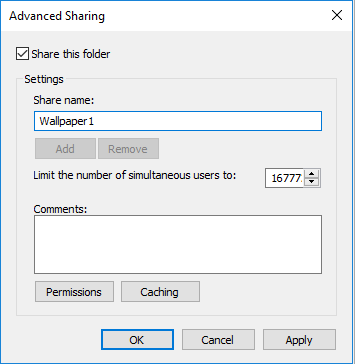 Advanced Sharing
Share this folder
Settings
Share name:
Wallpaper1
Add Remove
Limit the number of simultaneous users to: 16777
Comments:
Permissions Caching
OK Cancel Apply